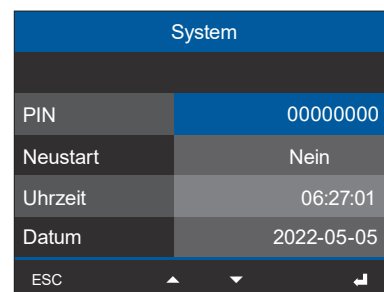 System
PIN 00000000
Neustart Nein
Uhrzeit 06:27:01
Datum 2022-05-05
ESC